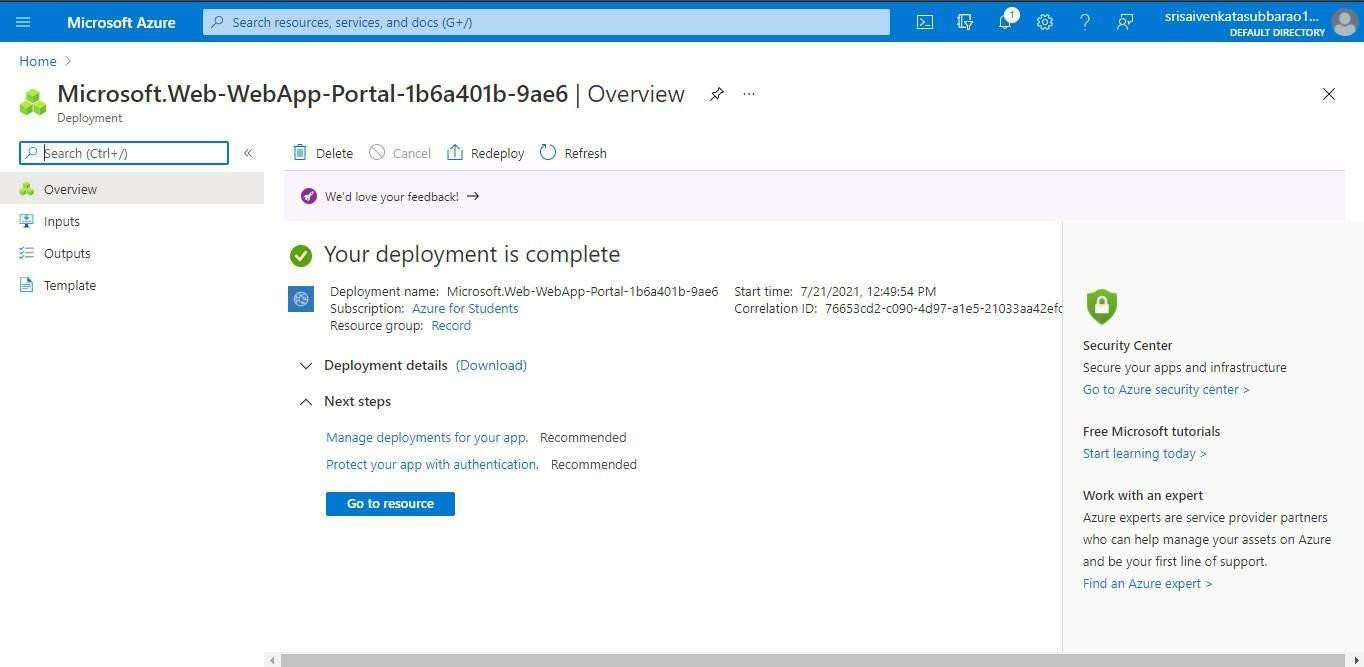 Microsoft Azure
Search resources, services, and docs (G+/)
1
srisaivenkatasubbarao1...
DEFAULT DIRECTORY
Home
Microsoft.Web-WebApp-Portal-1b6a401b-9ae6 | Overview
Deployment
Search (Ctrl+/)
Delete
Cancel
Redeploy
Refresh
Overview
Inputs
Outputs
Template
We'd love your feedback!
Your deployment is complete
Deployment name: Microsoft.Web-WebApp-Portal-1b6a401b-9ae6
Subscription: Azure for Students
Resource group: Record
Start time: 7/21/2021, 12:49:54 PM
Correlation ID: 76653cd2-c090-4d97-a1e5-21033aa42efc
Deployment details (Download)
Next steps
Manage deployments for your app. Recommended
Protect your app with authentication. Recommended
Go to resource
Security Center
Secure your apps and infrastructure
Go to Azure security center >
Free Microsoft tutorials
Start learning today >
Work with an expert
Azure experts are service provider partners
who can help manage your assets on Azure
and be your first line of support.
Find an Azure expert >